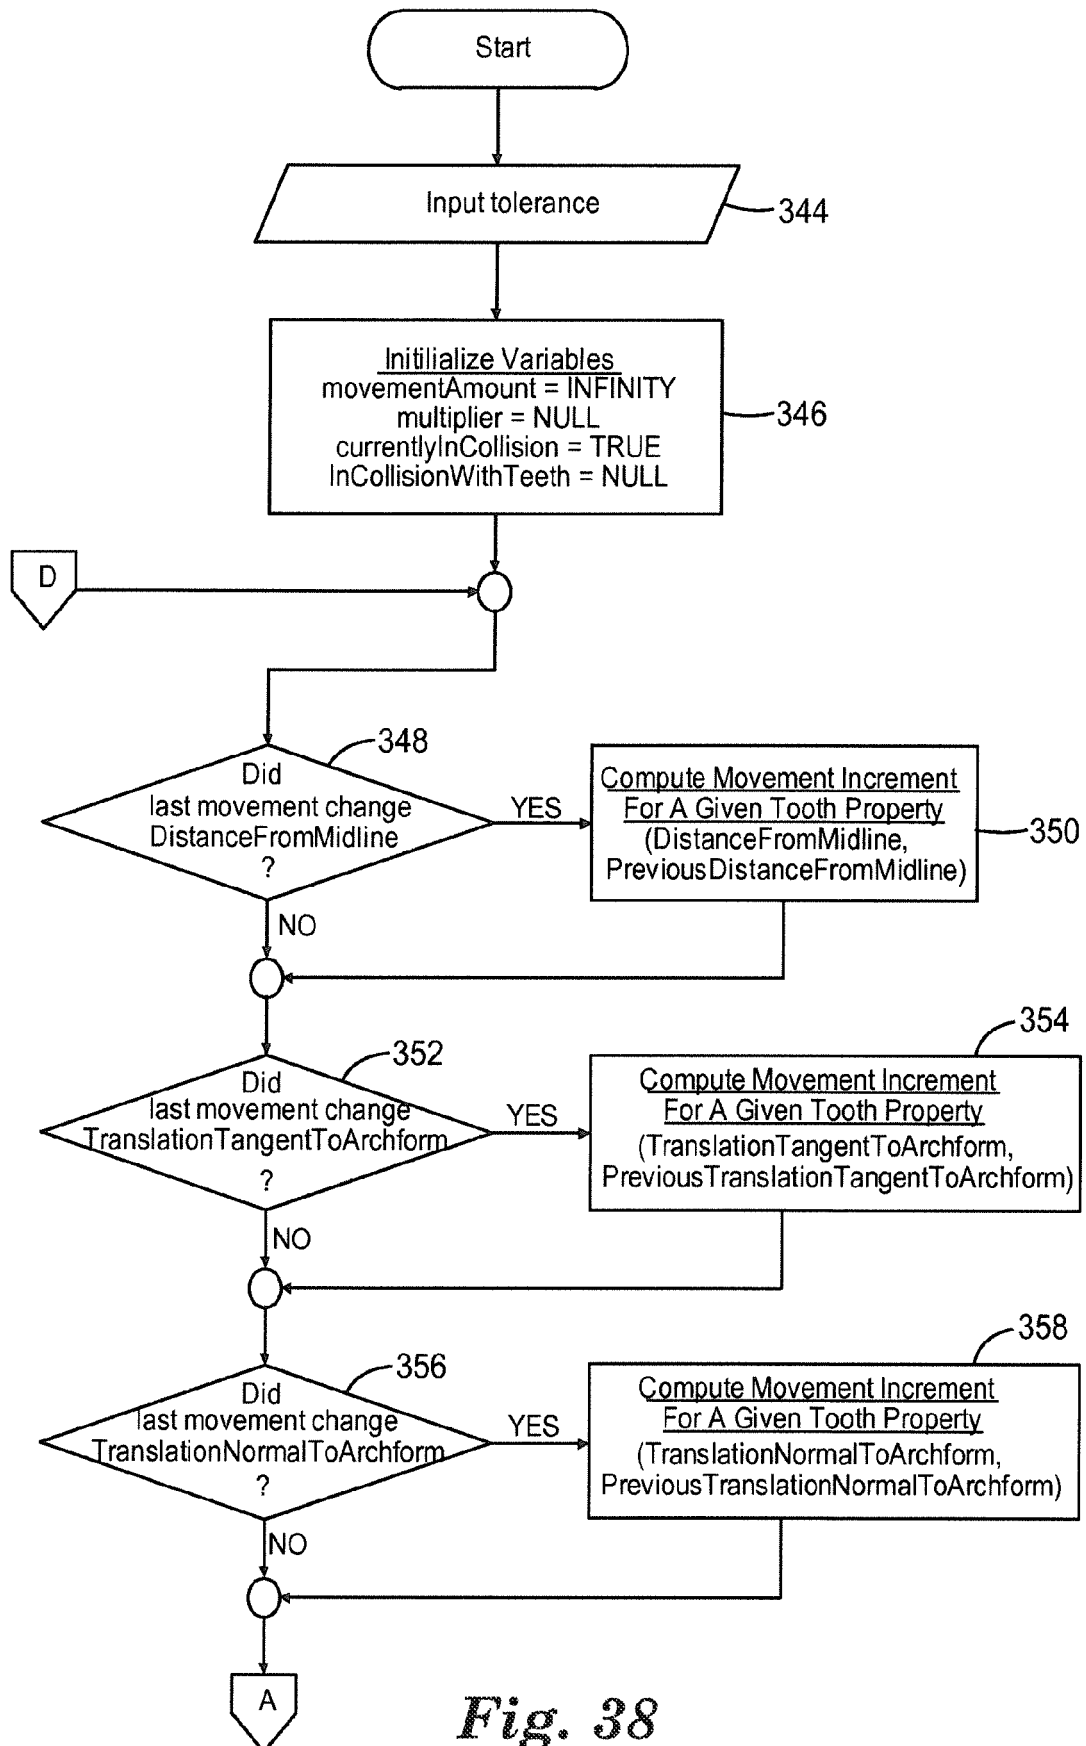 Start
Input tolerance
344
Initilialize Variables
movementAmount = INFINITY
multiplier = NULL
currentlyInCollision = TRUE
InCollisionWithTeeth = NULL
346
D
348
Did
last movement change
DistanceFromMidline
?
YES
NO
Compute Movement Increment
For A Given Tooth Property
(DistanceFromMidline,
PreviousDistanceFromMidline)
350
352
Did
last movement change
TranslationTangentToArchform
?
YES
NO
354
Compute Movement Increment
For A Given Tooth Property
(TranslationTangentToArchform,
PreviousTranslationTangentToArchform)
356
Did
last movement change
TranslationNormalToArchform
?
YES
NO
358
Compute Movement Increment
For A Given Tooth Property
(TranslationNormalToArchform,
PreviousTranslationNormalToArchform)
A
Fig. 38